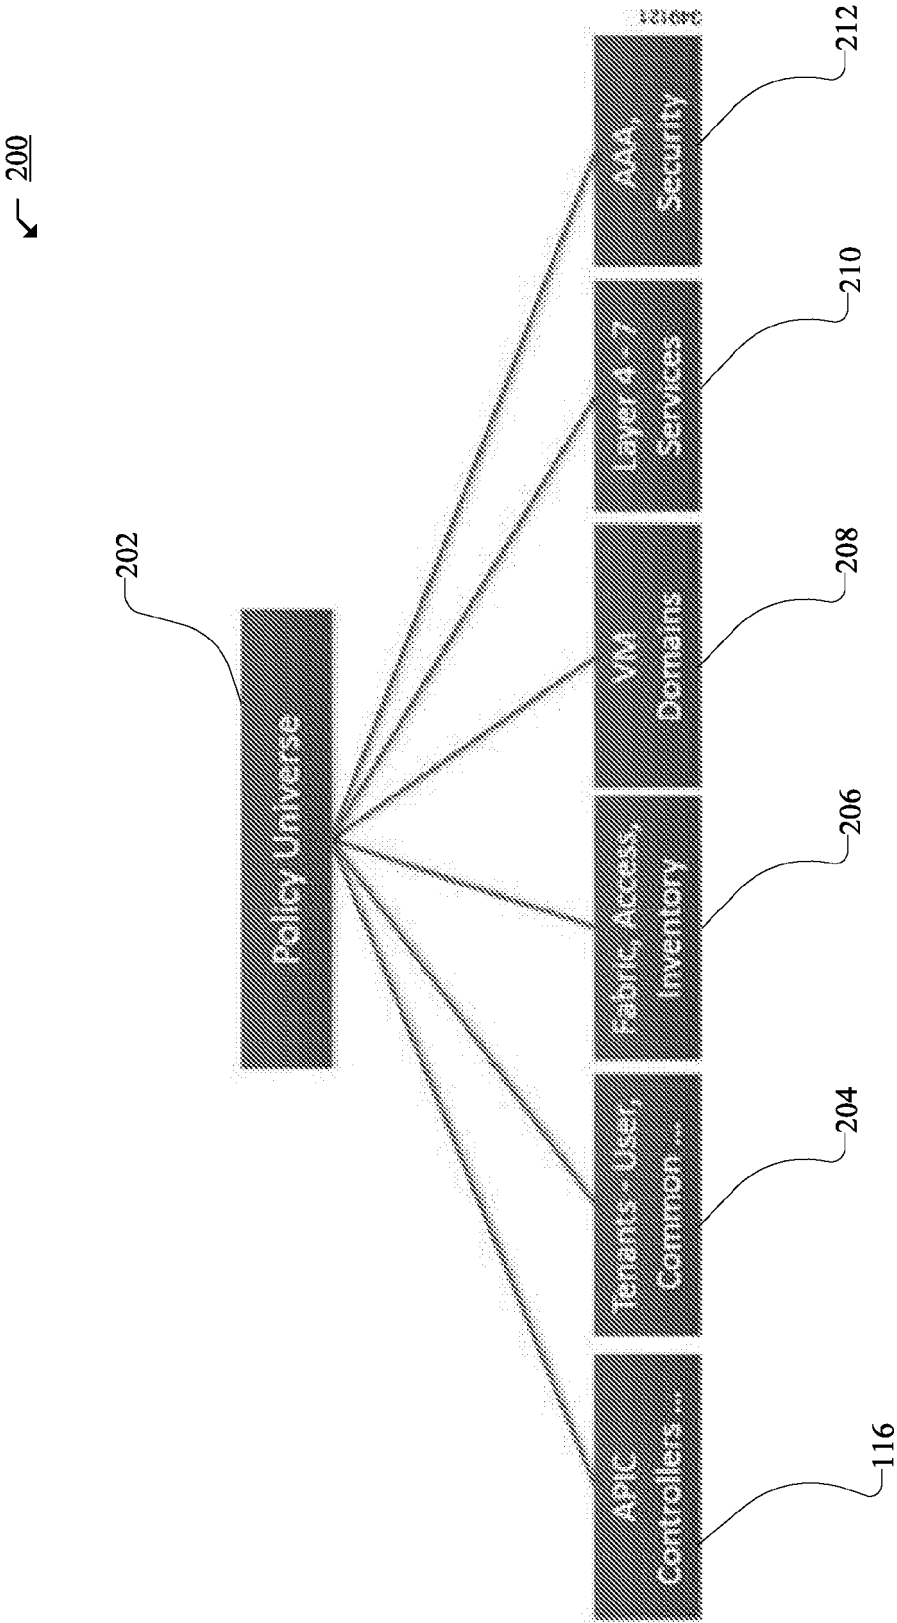 200
202
Policy Universe
APIC
Controllers ...
Tenants - User,
Common ...
Fabric, Access,
Inventory
VM
Domains
Layer 4 - 7
Services
AAA,
Security
349121
116
204
206
208
210
212